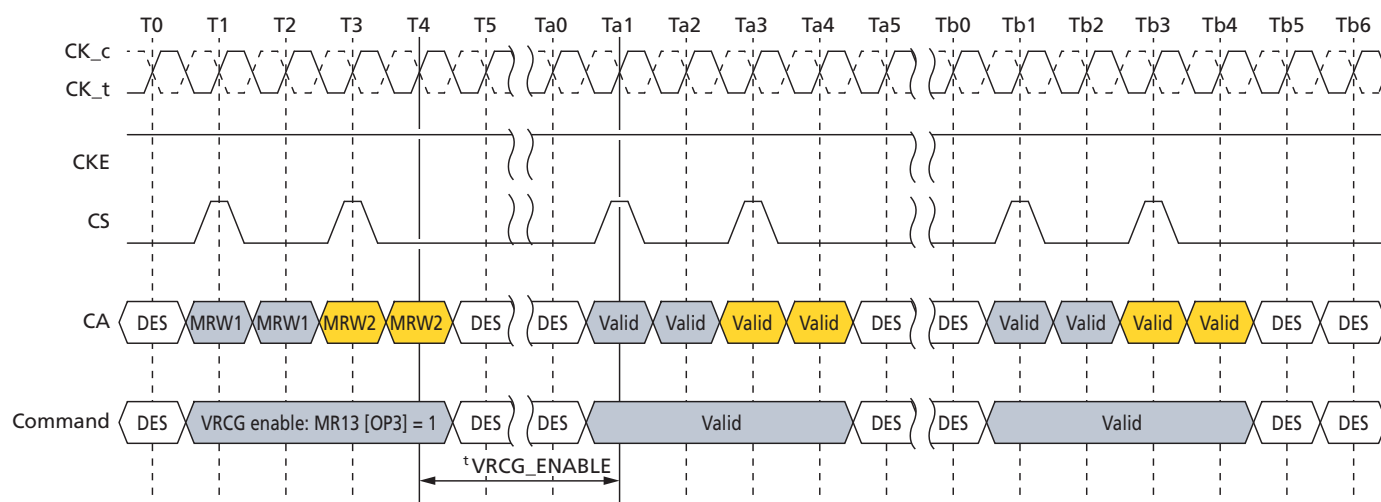 T0 T1 T2 T3 T4 T5 Ta0 Ta1 Ta2 Ta3 Ta4 Ta5 Tb0 Tb1 Tb2 Tb3 Tb4 Tb5 Tb6
CK_c
CK_t
CKE
CS
CA DES MRW1 MRW1 MRW2 MRW2 DES DES Valid Valid Valid Valid DES DES Valid Valid Valid Valid DES DES
Command DES VRCG enable: MR13 [OP3] = 1 DES DES Valid DES DES Valid DES DES
tVRCG_ENABLE